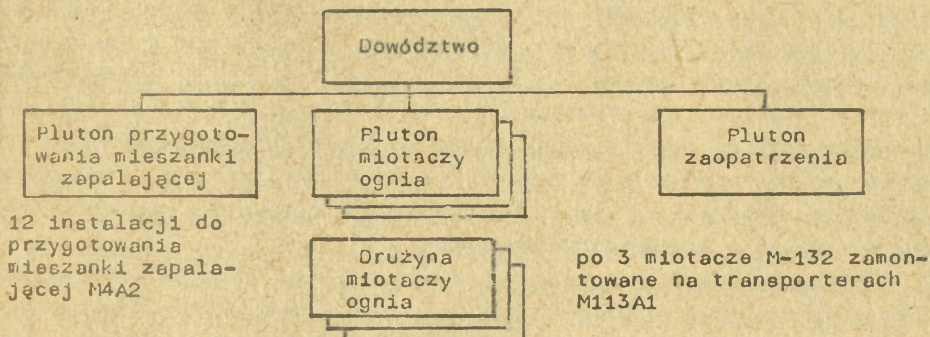 Dowództwo
Pluton przygoto-
wania mieszanki
zapalającej
Pluton
miotaczy
ognia
Pluton
zaopatrzenia
12 instalacji do
przygotowania
mieszanki zapala-
jącej M4A2
Drużyna
miotaczy
ognia
po 3 miotacze M-132 zamon-
towane na transporterach
M113A1